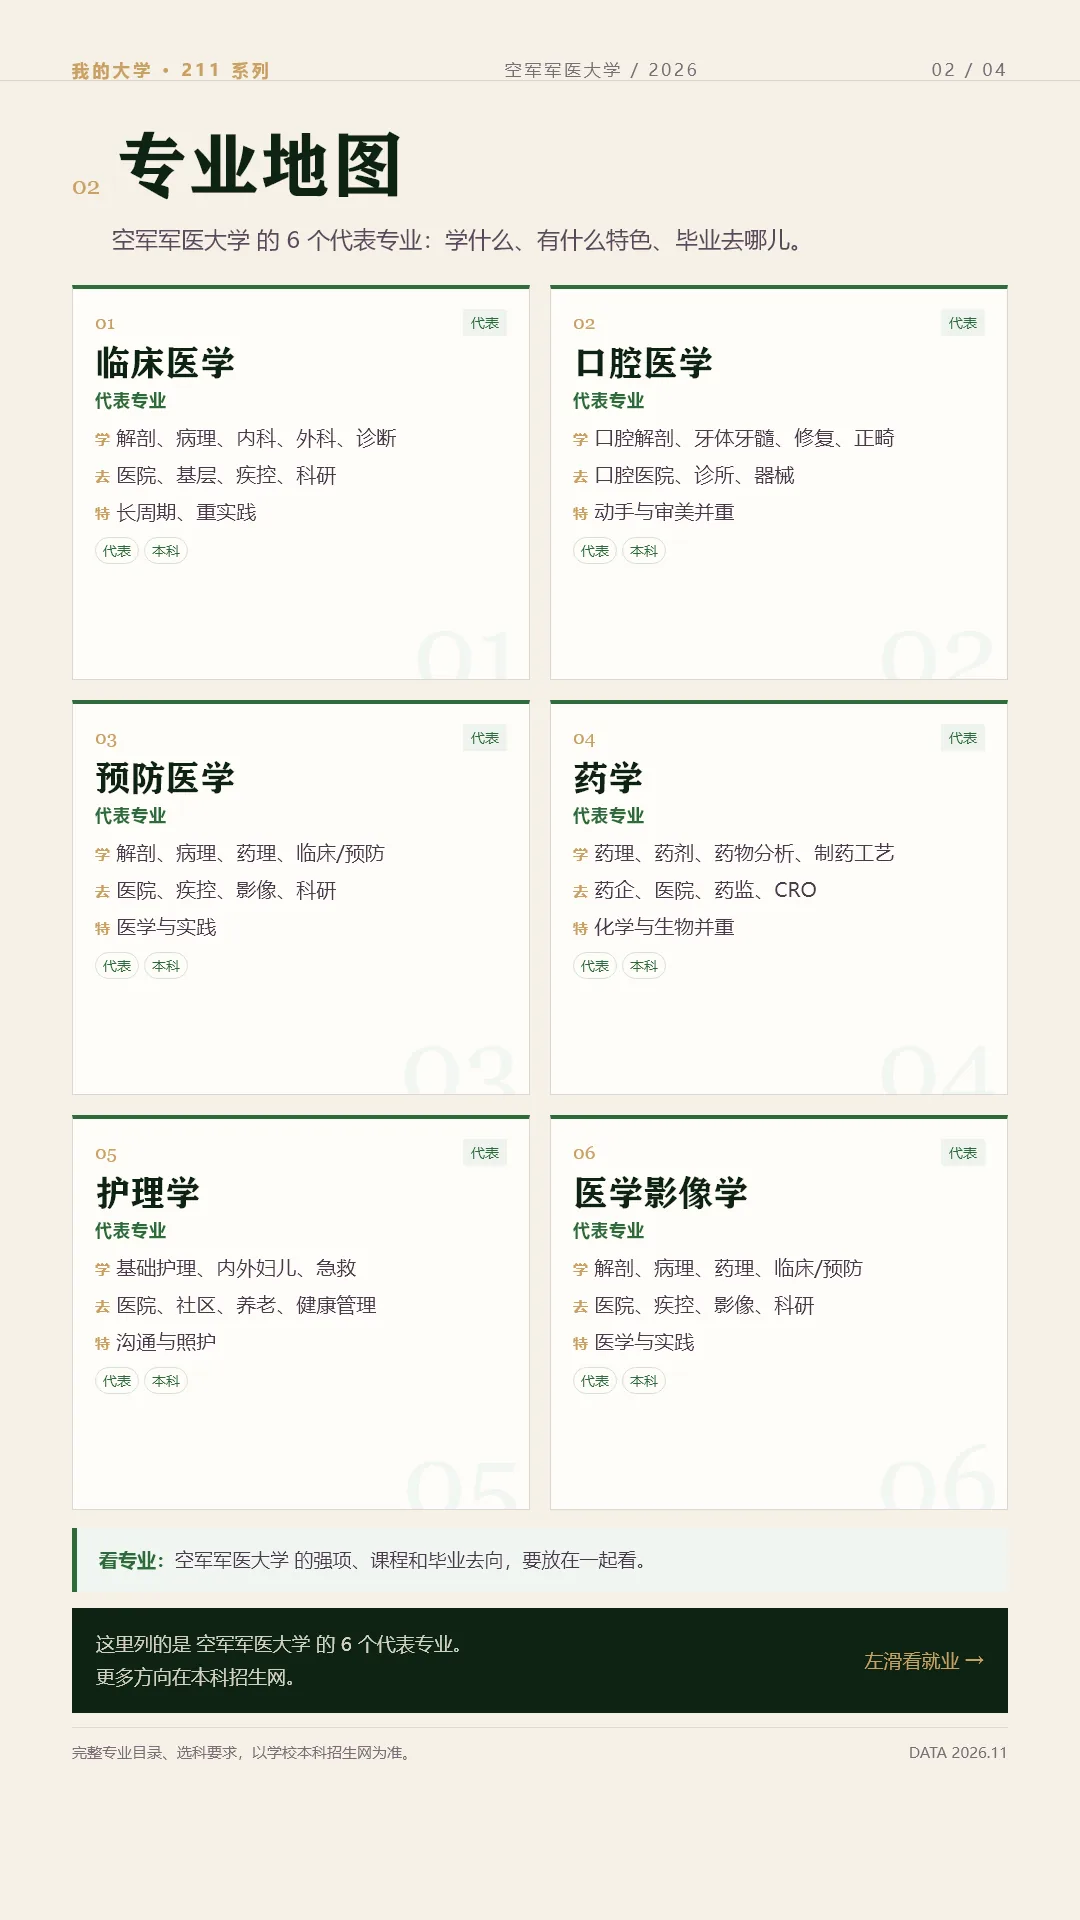 我的大学 · 211 系列
空军军医大学 / 2026
02 / 04
02 专业地图
空军军医大学 的 6 个代表专业：学什么、有什么特色、毕业去哪儿。
01
代表
临床医学
代表专业
学 解剖、病理、内科、外科、诊断
去 医院、基层、疾控、科研
特 长周期、重实践
代表 本科
01
02
代表
口腔医学
代表专业
学 口腔解剖、牙体牙髓、修复、正畸
去 口腔医院、诊所、器械
特 动手与审美并重
代表 本科
02
03
代表
预防医学
代表专业
学 解剖、病理、药理、临床/预防
去 医院、疾控、影像、科研
特 医学与实践
代表 本科
03
04
代表
药学
代表专业
学 药理、药剂、药物分析、制药工艺
去 药企、医院、药监、CRO
特 化学与生物并重
代表 本科
04
05
代表
护理学
代表专业
学 基础护理、内外妇儿、急救
去 医院、社区、养老、健康管理
特 沟通与照护
代表 本科
05
06
代表
医学影像学
代表专业
学 解剖、病理、药理、临床/预防
去 医院、疾控、影像、科研
特 医学与实践
代表 本科
06
看专业：空军军医大学 的强项、课程和毕业去向，要放在一起看。
这里列的是 空军军医大学 的 6 个代表专业。
更多方向在本科招生网。
左滑看就业 →
完整专业目录、选科要求，以学校本科招生网为准。
DATA 2026.11